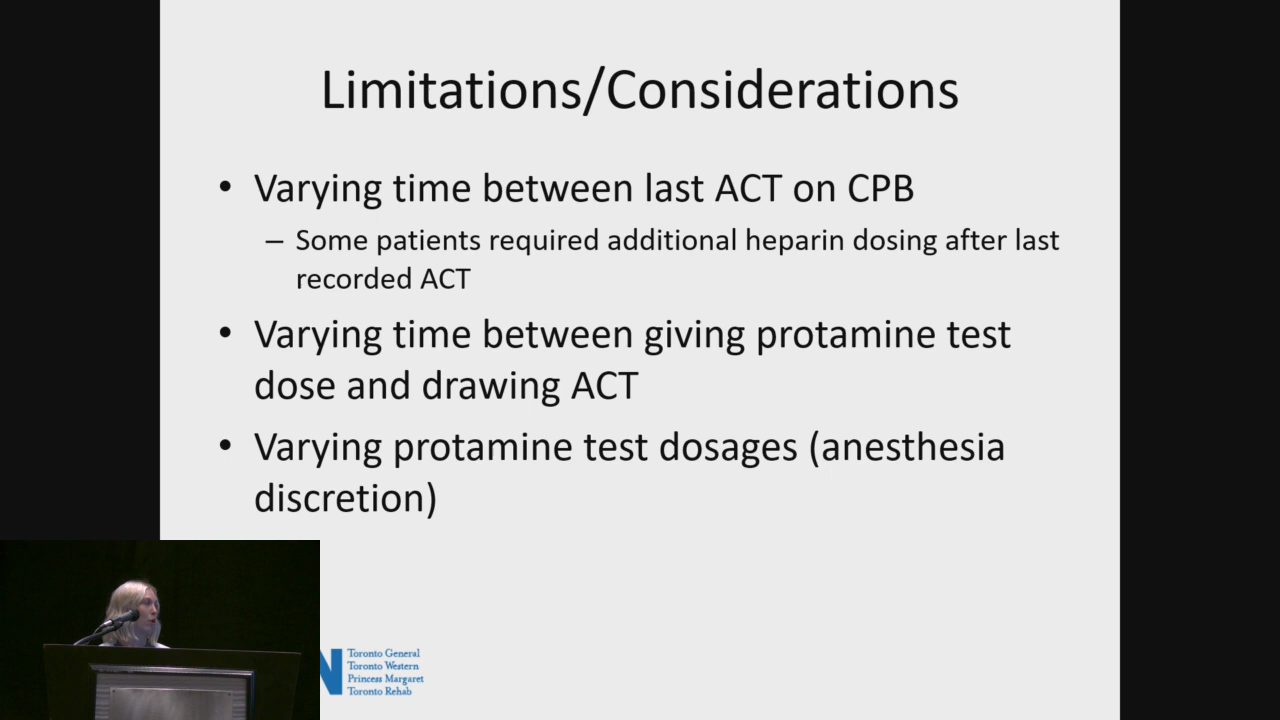 Limitations/Considerations
• Varying time between last ACT on CPB
– Some patients required additional heparin dosing after last
recorded ACT
• Varying time between giving protamine test
dose and drawing ACT
• Varying protamine test dosages (anesthesia
discretion)
N
Toronto General
Toronto Western
Princess Margaret
Toronto Rehab